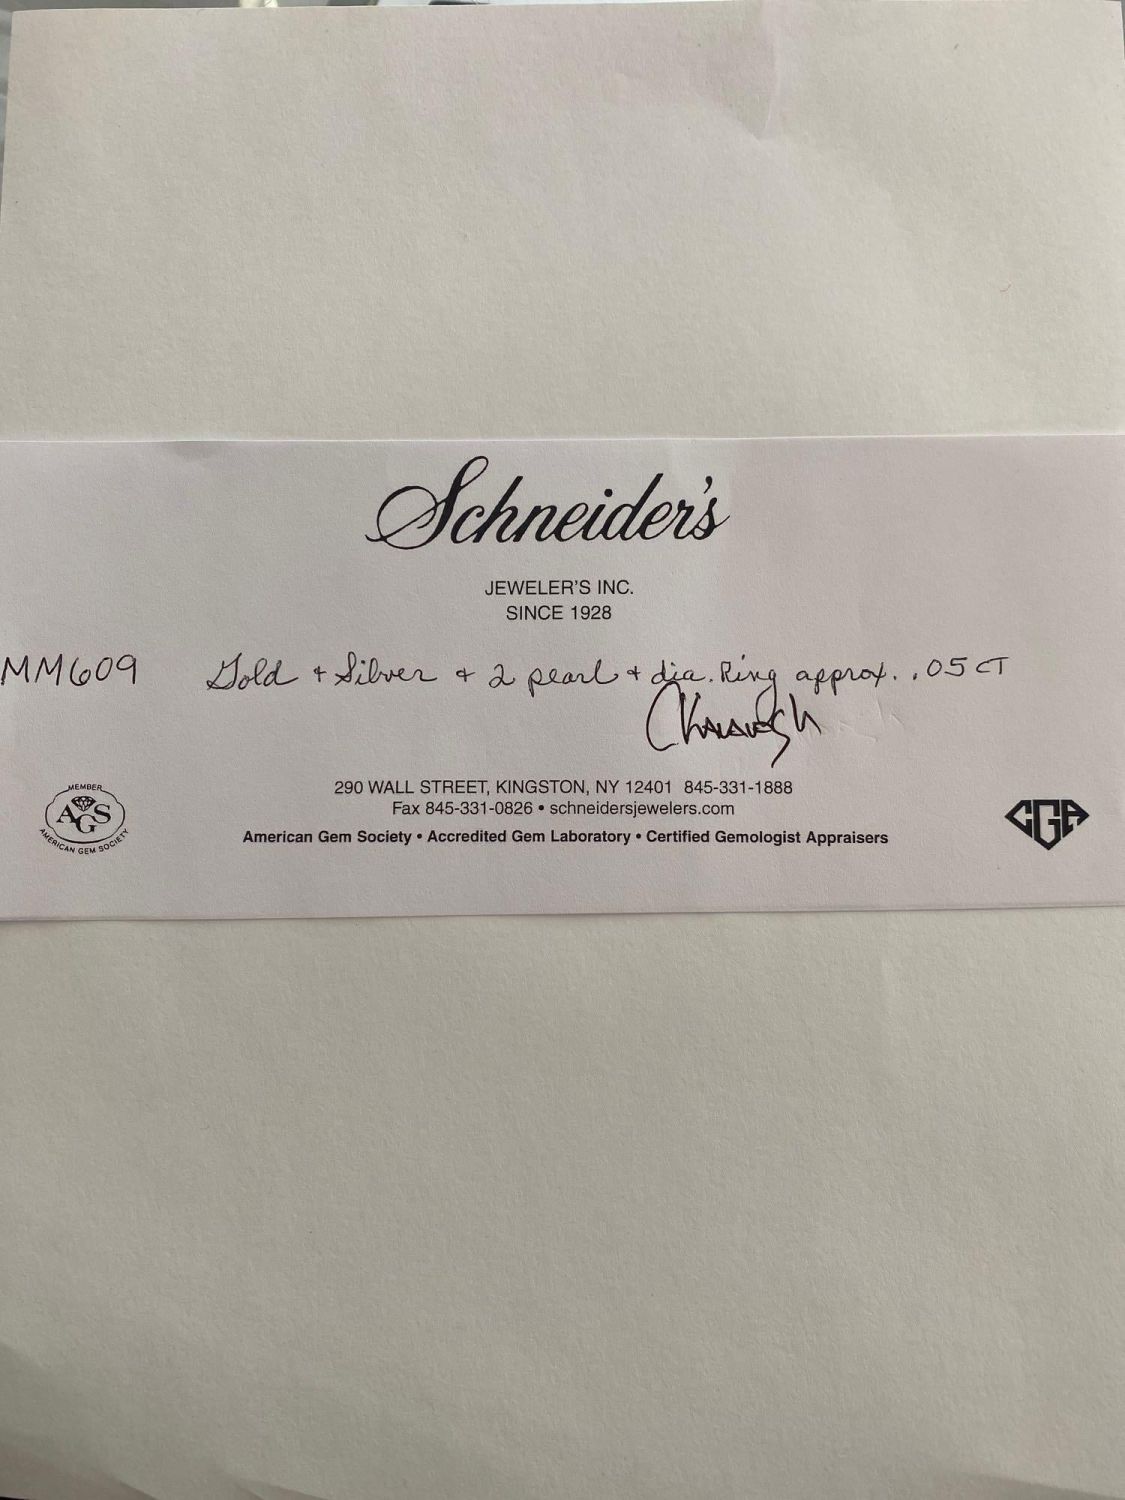 Schneider's
JEWELER'S INC.
SINCE 1928
MM609 Gold + Silver + 2 pearl + dia. Ring approx. .05 CT
290 WALL STREET, KINGSTON, NY 12401 845-331-1888
Fax 845-331-0826 • schneidersjewelers.com
American Gem Society • Accredited Gem Laboratory • Certified Gemologist Appraisers
MEMBER
AGS
AMERICAN GEM SOCIETY
CGA